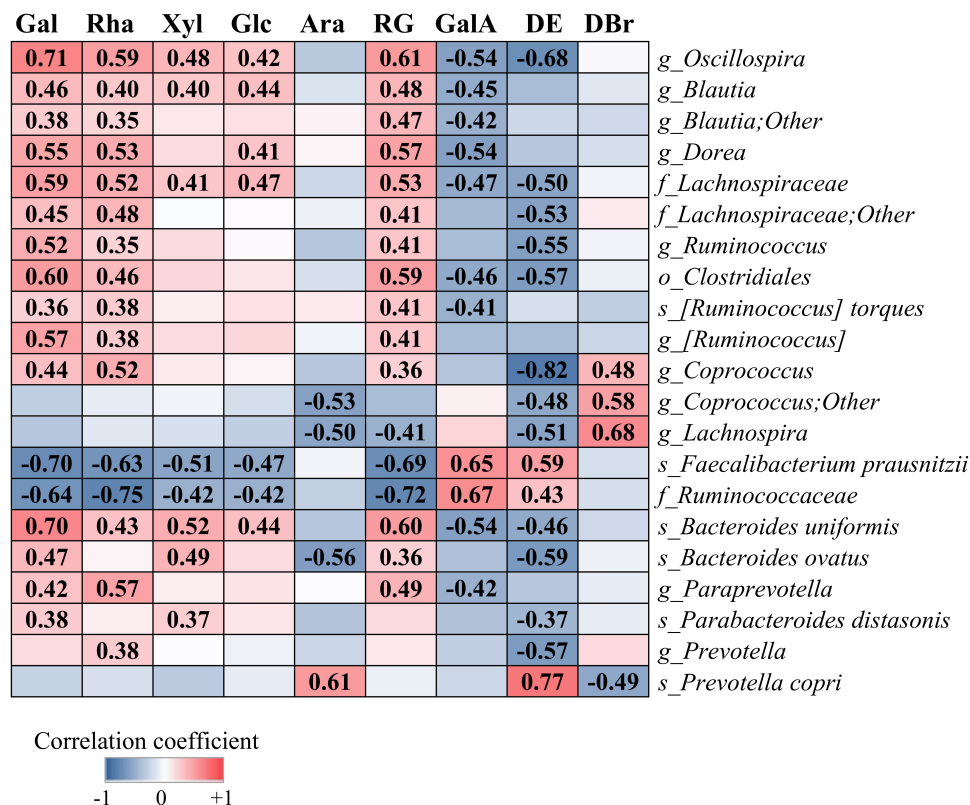 Gal Rha Xyl Glc Ara RG GalA DE DBr
0.71 0.59 0.48 0.42 0.61 -0.54 -0.68 g_Oscillospira
0.46 0.40 0.40 0.44 0.48 -0.45 g_Blautia
0.38 0.35 0.47 -0.42 g_Blautia;Other
0.55 0.53 0.41 0.57 -0.54 g_Dorea
0.59 0.52 0.41 0.47 0.53 -0.47 -0.50 f_Lachnospiraceae
0.45 0.48 0.41 -0.53 f_Lachnospiraceae;Other
0.52 0.35 0.41 -0.55 g_Ruminococcus
0.60 0.46 0.59 -0.46 -0.57 o_Clostridiales
0.36 0.38 0.41 -0.41 s_[Ruminococcus] torques
0.57 0.38 0.41 g_[Ruminococcus]
0.44 0.52 0.36 -0.82 0.48 g_Coprococcus
-0.53 -0.48 0.58 g_Coprococcus;Other
-0.50 -0.41 -0.51 0.68 g_Lachnospira
-0.70 -0.63 -0.51 -0.47 -0.69 0.65 0.59 s_Faecalibacterium prausnitzii
-0.64 -0.75 -0.42 -0.42 -0.72 0.67 0.43 f_Ruminococcaceae
0.70 0.43 0.52 0.44 0.60 -0.54 -0.46 s_Bacteroides uniformis
0.47 0.49 -0.56 0.36 -0.59 s_Bacteroides ovatus
0.42 0.57 0.49 -0.42 g_Paraprevotella
0.38 0.37 -0.37 s_Parabacteroides distasonis
0.38 -0.57 g_Prevotella
0.61 0.77 -0.49 s_Prevotella copri
Correlation coefficient
-1 0 +1